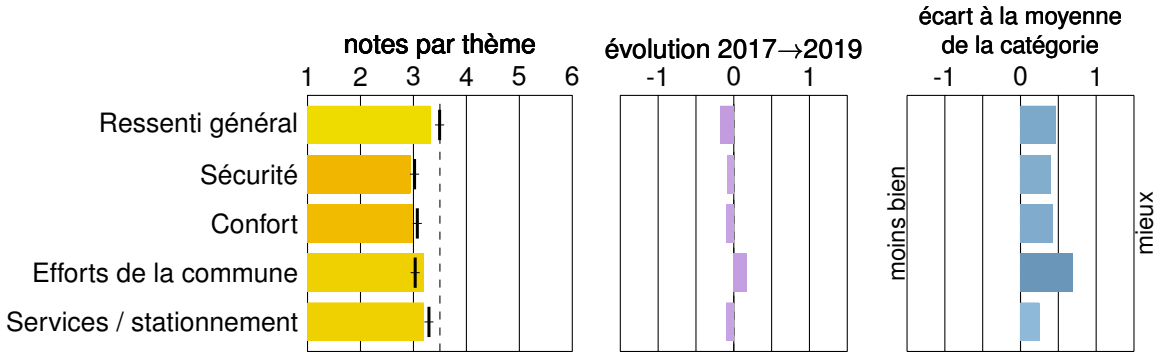 notes par thème
1 2 3 4 5 6
Ressenti général
Sécurité
Confort
Efforts de la commune
Services / stationnement
évolution 2017→2019
-1 0 1
écart à la moyenne
de la catégorie
-1 0 1
moins bien
mieux